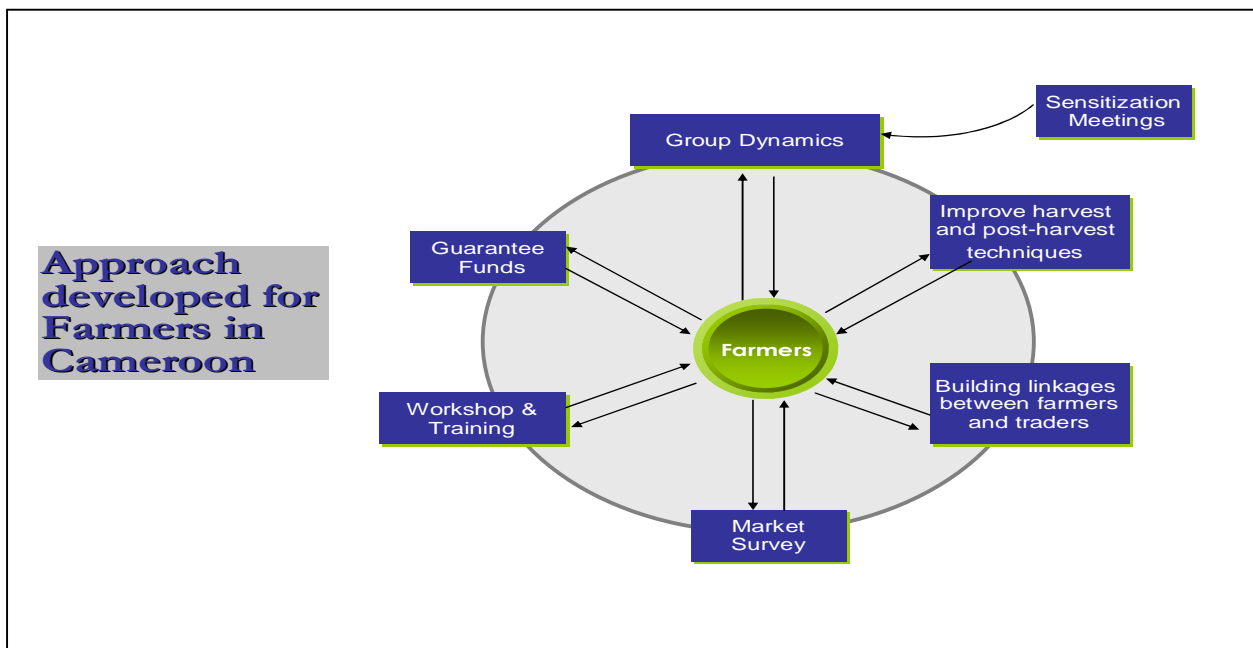 Approach
developed for
Farmers in
Cameroon
Sensitization
Meetings
Group Dynamics
Improve harvest
and post-harvest
techniques
Guarantee
Funds
Farmers
Building linkages
between farmers
and traders
Workshop &
Training
Market
Survey